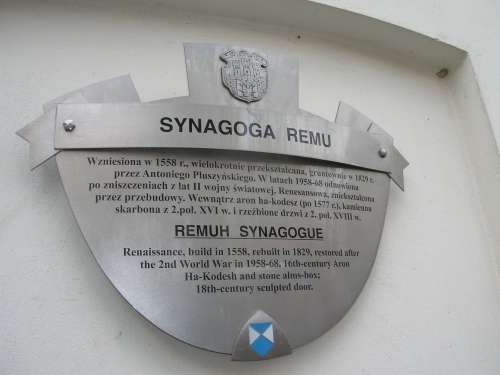 SYNAGOGA REMU
Wzniesiona w 1558 r., wielokrotnie przekształcana, gruntownie w 1829 r.
przez Antoniego Pluszyńskiego. W latach 1958-68 odnowiona
po zniszczeniach z lat II wojny światowej. Renesansowa, zniekształcona
przez przebudowy. Wewnątrz aron ha-kodesz (po 1577 r.), kamienna
skarbona z 2.poł. XVI w. i rzeźbione drzwi z 2. poł. XVIII w.
REMUH SYNAGOGUE
Renaissance, build in 1558, rebuilt in 1829, restored after
the 2nd World War in 1958-68. 16th-century Aron
Ha-Kodesh and stone alms-box;
18th-century sculpted door.